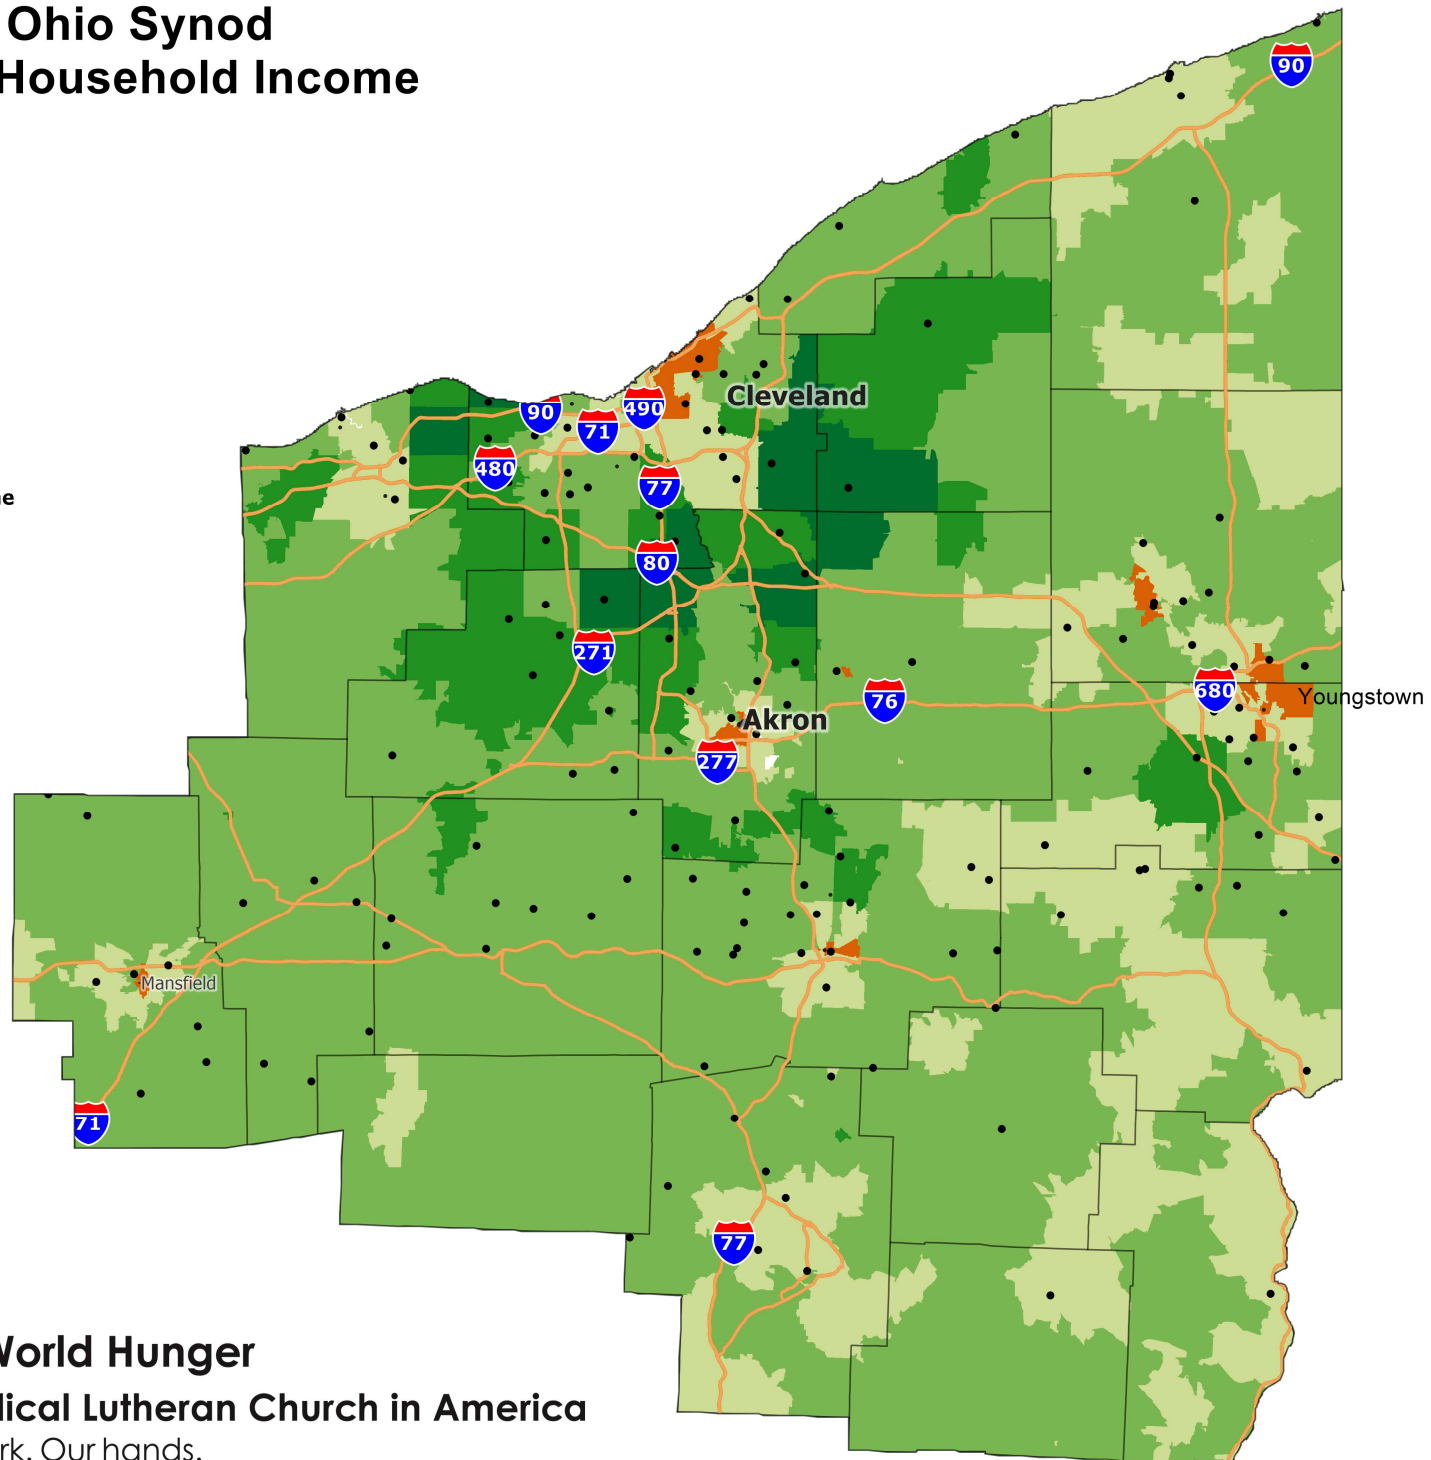 Ohio Synod
Household Income
90
Cleveland
90
490
71
480
77
e
80
271
680
Youngstown
76
Akron
277
Mansfield
71
77
World Hunger
lical Lutheran Church in America
rk. Our hands.